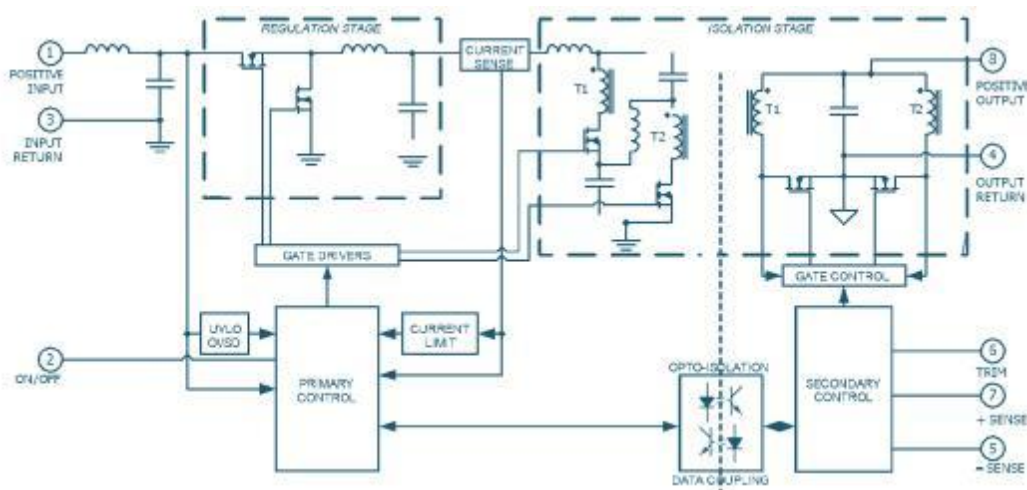 REGULATION STAGE
ISOLATION STAGE
1
POSITIVE
INPUT
3
INPUT
RETURN
CURRENT
SENSE
T1
T2
T1
T2
8
POSITIVE
OUTPUT
4
OUTPUT
RETURN
GATE DRIVERS
GATE CONTROL
UVLO
OVSD
CURRENT
LIMIT
2
ON/OFF
PRIMARY
CONTROL
OPTO-ISOLATION
DATA COUPLING
SECONDARY
CONTROL
6
TRIM
7
+ SENSE
5
– SENSE